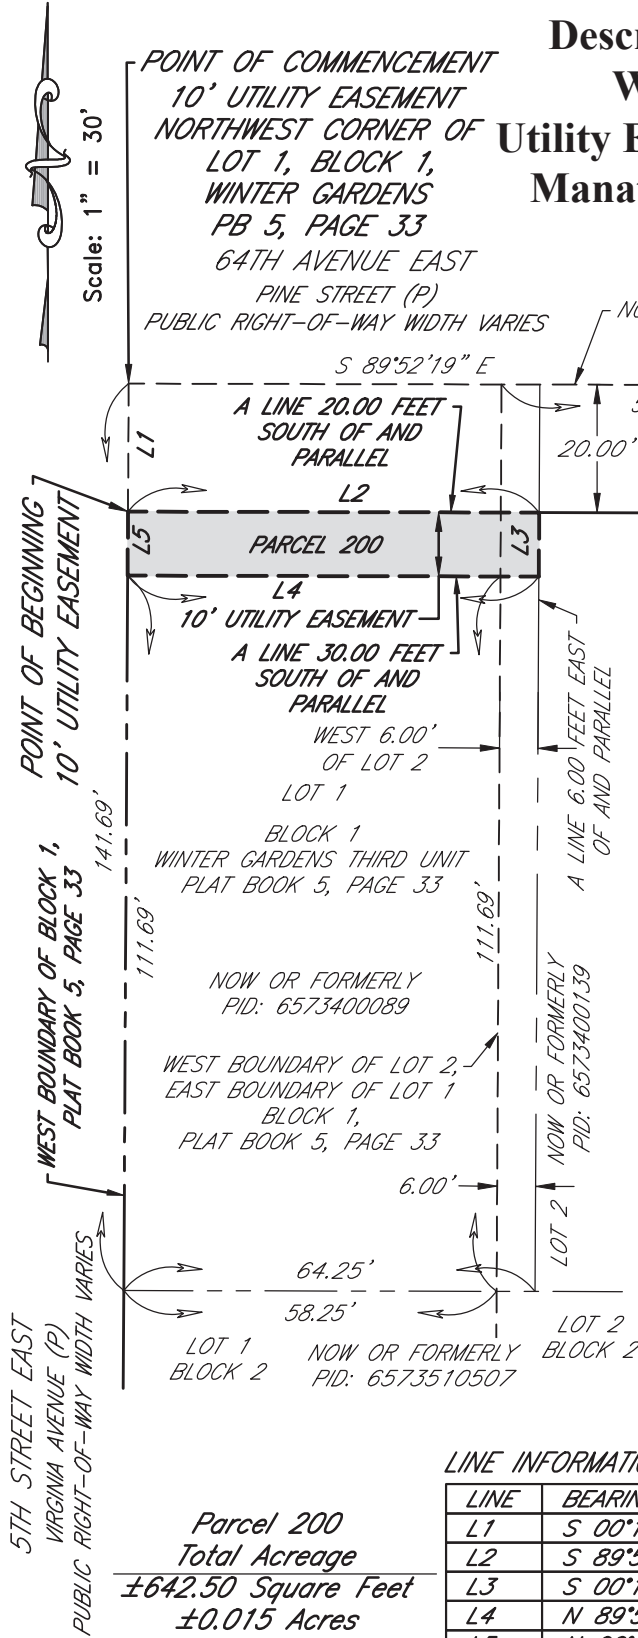 POINT OF COMMENCEMENT
10' UTILITY EASEMENT
NORTHWEST CORNER OF
LOT 1, BLOCK 1,
WINTER GARDENS
PB 5, PAGE 33
Utility
Scale: 1" = 30'
64TH AVENUE EAST
PINE STREET (P)
PUBLIC RIGHT-OF-WAY WIDTH VARIES
S 89°52'19" E
L1
A LINE 20.00 FEET
SOUTH OF AND
PARALLEL
20.00'
L2
POINT OF BEGINNING
10' UTILITY EASEMENT
L5
PARCEL 200
L3
L4
10' UTILITY EASEMENT
A LINE 30.00 FEET
SOUTH OF AND
PARALLEL
WEST 6.00'
OF LOT 2
A LINE 6.00 FEET EAST
OF AND PARALLEL
LOT 1
BLOCK 1
WINTER GARDENS THIRD UNIT
PLAT BOOK 5, PAGE 33
141.69'
111.69'
111.69'
WEST BOUNDARY OF BLOCK 1,
PLAT BOOK 5, PAGE 33
NOW OR FORMERLY
PID: 6573400089
NOW OR FORMERLY
PID: 6573400139
WEST BOUNDARY OF LOT 2,
EAST BOUNDARY OF LOT 1
BLOCK 1,
PLAT BOOK 5, PAGE 33
6.00'
LOT 2
64.25'
58.25'
LOT 1
BLOCK 2
NOW OR FORMERLY
PID: 6573510507
LOT 2
BLOCK 2
5TH STREET EAST
VIRGINIA AVENUE (P)
PUBLIC RIGHT-OF-WAY WIDTH VARIES
Parcel 200
Total Acreage
±642.50 Square Feet
±0.015 Acres
LINE
LINE
L1 S
L2 S
L3 S
L4 N